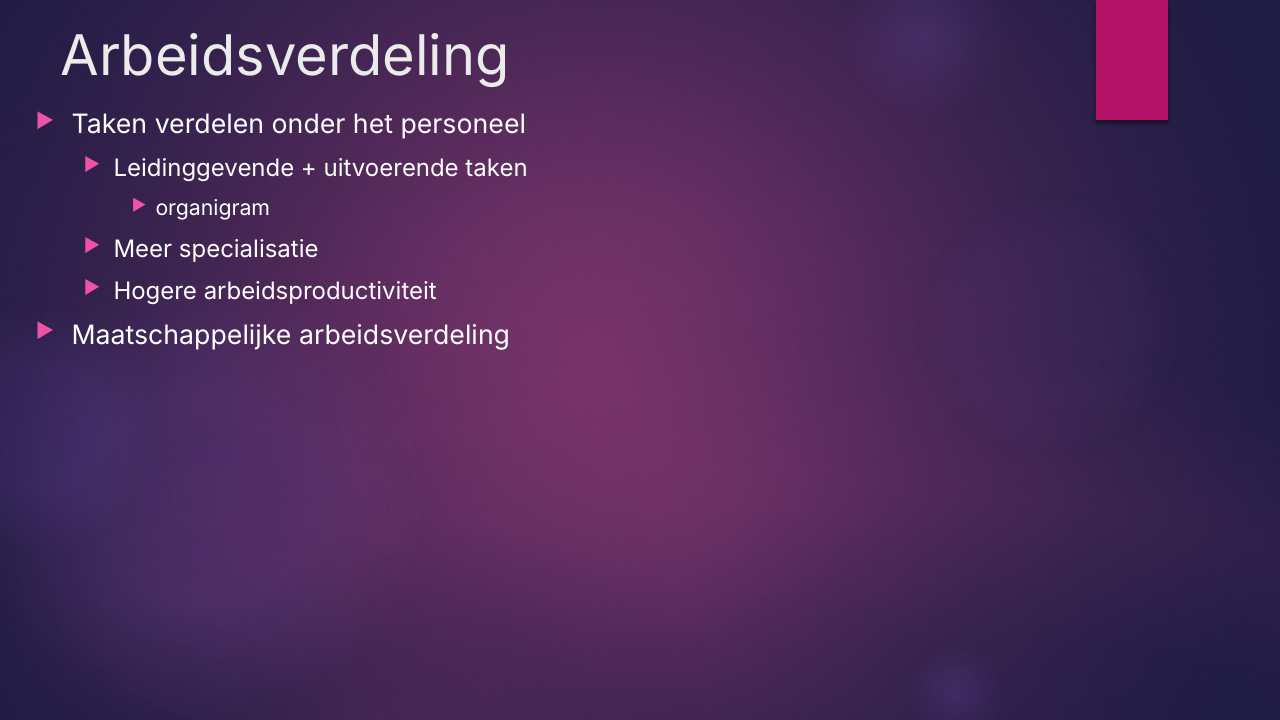 Arbeidsverdeling
Taken verdelen onder het personeel
Leidinggevende + uitvoerende taken
organigram
Meer specialisatie
Hogere arbeidsproductiviteit
Maatschappelijke arbeidsverdeling